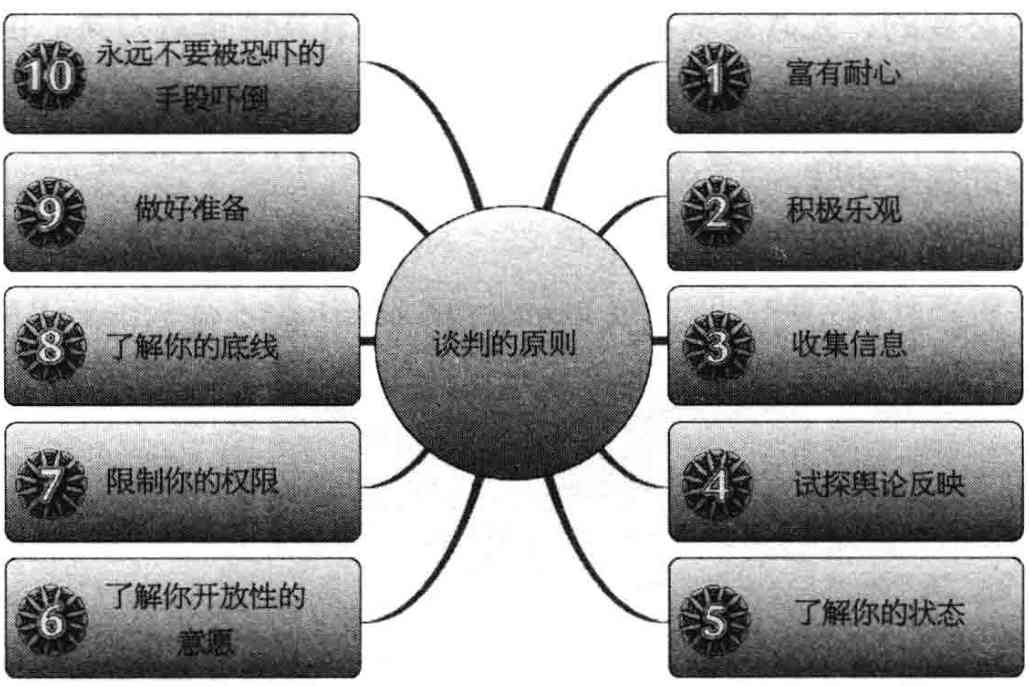 谈判的原则
1 富有耐心
2 积极乐观
3 收集信息
4 试探舆论反映
5 了解你的状态
6 了解你开放性的
意愿
7 限制你的权限
8 了解你的底线
9 做好准备
10 永远不要被恐吓的
手段吓倒